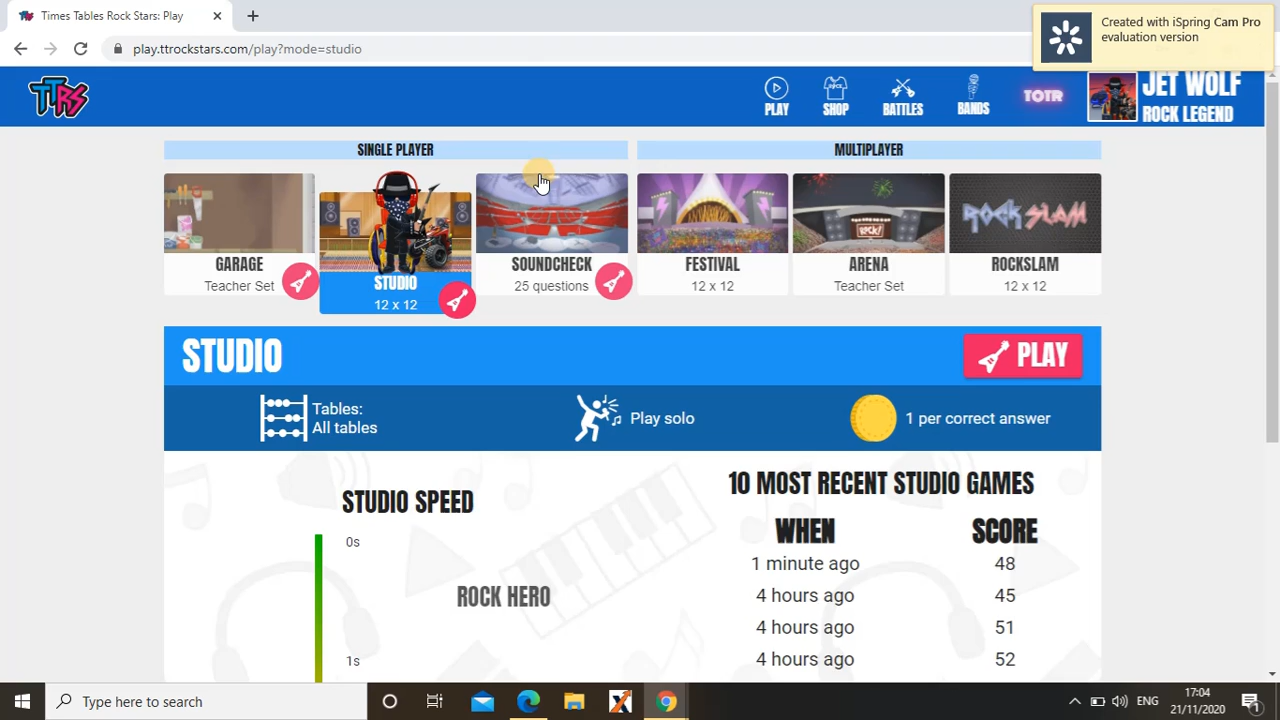 Times Tables Rock Stars: Play
Created with iSpring Cam Pro
evaluation version
play.ttrockstars.com/play?mode=studio
TTRS
PLAY
SHOP
BATTLES
BANDS
TOTR
JET WOLF
ROCK LEGEND
SINGLE PLAYER
MULTIPLAYER
ROCK!
ROCK SLAM
GARAGE
Teacher Set
STUDIO
12 x 12
SOUNDCHECK
25 questions
FESTIVAL
12 x 12
ARENA
Teacher Set
ROCKSLAM
12 x 12
STUDIO
PLAY
Tables:
All tables
Play solo
1 per correct answer
STUDIO SPEED
0s
ROCK HERO
1s
10 MOST RECENT STUDIO GAMES
WHEN SCORE
1 minute ago 48
4 hours ago 45
4 hours ago 51
4 hours ago 52
Type here to search
ENG
17:04
21/11/2020
1